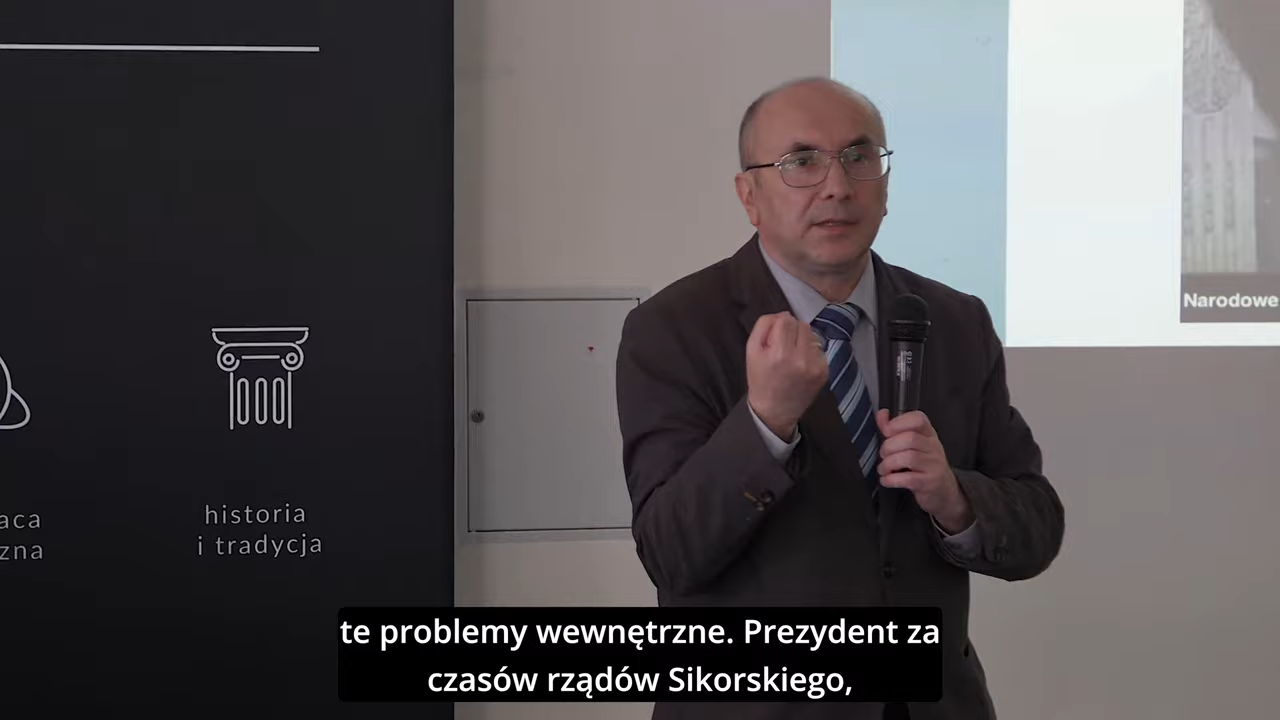 historia
i tradycja
aca
zna
Narodowe
te problemy wewnętrzne. Prezydent za
czasów rządów Sikorskiego,